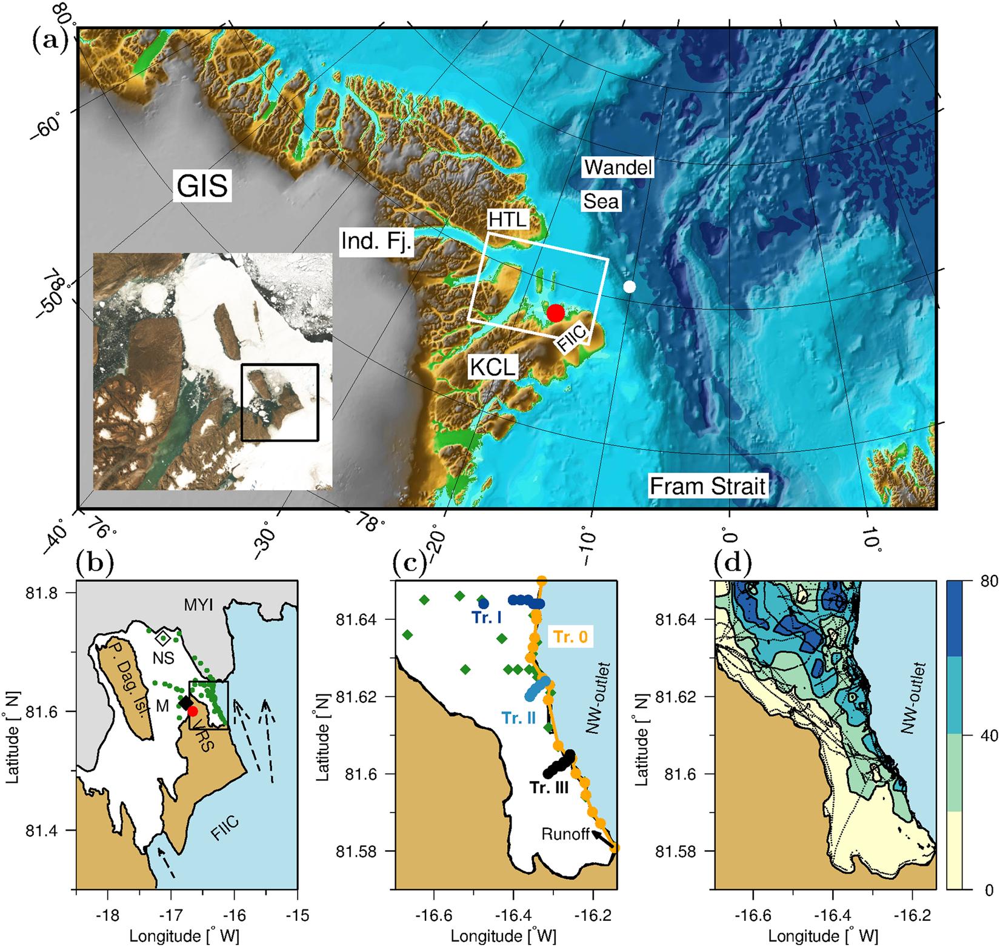 (a)
80°
−60°
78°
−50°
GIS
Ind. Fj.
HTL
Wandel
Sea
FIIC
KCL
Fram Strait
−40°
76°
−30°
78°
−20°
−10°
0°
10°
(b)
81.8
81.6
81.4
Latitude [° N]
MYI
NS
P. Dag. Isl.
M
VRS
FIIC
-18
-17
-16
-15
Longitude [° W]
(c)
81.64
81.62
81.6
81.58
Latitude [° N]
Tr. I
Tr. 0
Tr. II
Tr. III
NW-outlet
Runoff
-16.6
-16.4
-16.2
Longitude [°W]
(d)
81.64
81.62
81.6
81.58
Latitude [° N]
NW-outlet
-16.6
-16.4
-16.2
Longitude [° W]
80
40
0